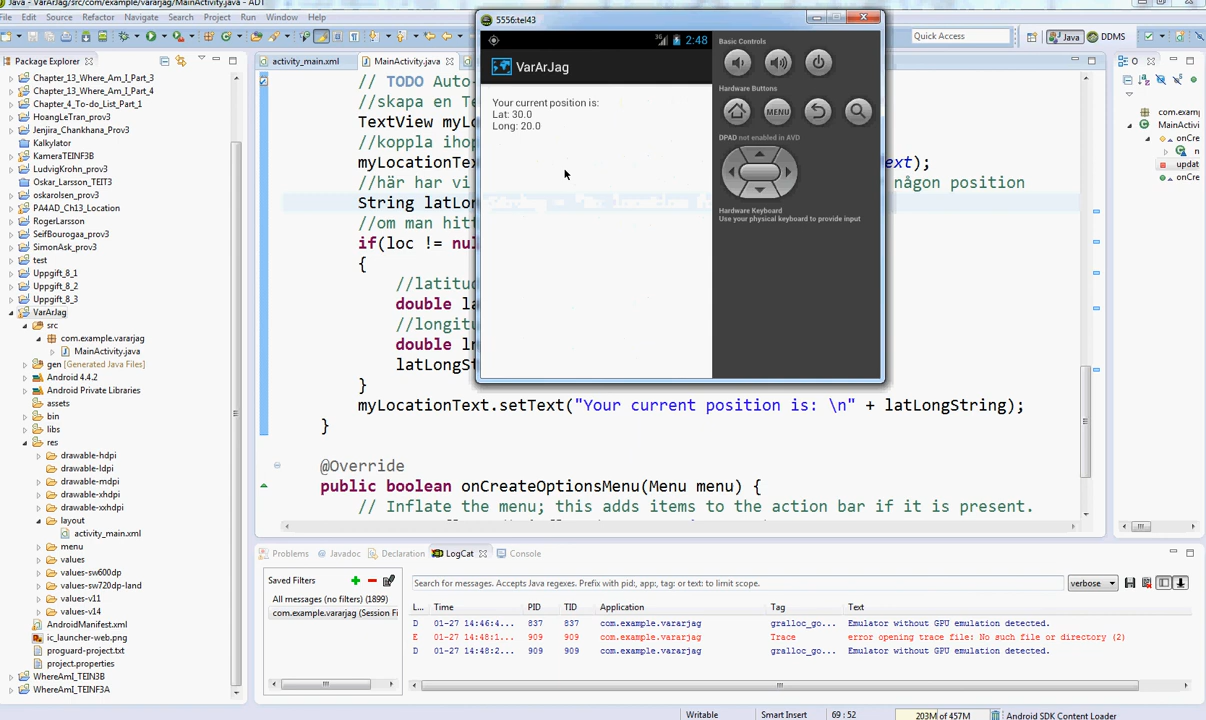 Java - VarArJag/src/com/example/vararjag/MainActivity.java - ADT
File Edit Source Refactor Navigate Search Project Run Window Help
Quick Access
Java
DDMS
Package Explorer
Chapter_13_Where_Am_I_Part_3
Chapter_13_Where_Am_I_Part_4
Chapter_4_To-do_List_Part_1
HoangLeTran_Prov3
Jenjira_Chankhana_Prov3
Kalkylator
KameraTEINF3B
LudvigKrohn_prov3
Oskar_Larsson_TEIT3
oskarolsen_prov3
PA4AD_Ch13_Location
RogerLarsson
SeifBourogaa_prov3
SimonAsk_prov3
test
Uppgift_8_1
Uppgift_8_2
Uppgift_8_3
VarArJag
src
com.example.vararjag
MainActivity.java
gen [Generated Java Files]
Android 4.4.2
Android Private Libraries
assets
bin
libs
res
drawable-hdpi
drawable-ldpi
drawable-mdpi
drawable-xhdpi
drawable-xxhdpi
layout
activity_main.xml
menu
values
values-sw600dp
values-sw720dp-land
values-v11
values-v14
AndroidManifest.xml
ic_launcher-web.png
proguard-project.txt
project.properties
WhereAmI_TEIN3B
WhereAmI_TEINF3A
activity_main.xml
MainActivity.java
// TODO Auto-
//skapa en Te
TextView myLo
//koppla ihop
myLocationTex ext);
//här har vi någon position
String latLon
//om man hitt
if(loc != nul
{
//latitu
double la
//longitu
double ln
latLongSt
}
myLocationText.setText("Your current position is: \n" + latLongString);
}
@Override
public boolean onCreateOptionsMenu(Menu menu) {
// Inflate the menu; this adds items to the action bar if it is present.
5556:tel43
3G 2:48
VarArJag
Your current position is:
Lat: 30.0
Long: 20.0
Basic Controls
Hardware Buttons
MENU
DPAD not enabled in AVD
Hardware Keyboard
Use your physical keyboard to provide input
O
com.examp
MainActivi
onCre
n
updat
onCre
Problems @ Javadoc Declaration LogCat Console
Saved Filters
All messages (no filters) (1899)
com.example.vararjag (Session Fi
Search for messages. Accepts Java regexes. Prefix with pid:, app:, tag: or text: to limit scope.
verbose
L... Time PID TID Application Tag Text
D 01-27 14:46:4... 837 837 com.example.vararjag gralloc_go... Emulator without GPU emulation detected.
E 01-27 14:48:1... 909 909 com.example.vararjag Trace error opening trace file: No such file or directory (2)
D 01-27 14:48:2... 909 909 com.example.vararjag gralloc_go... Emulator without GPU emulation detected.
Writable Smart Insert 69 : 52 203M of 457M Android SDK Content Loader